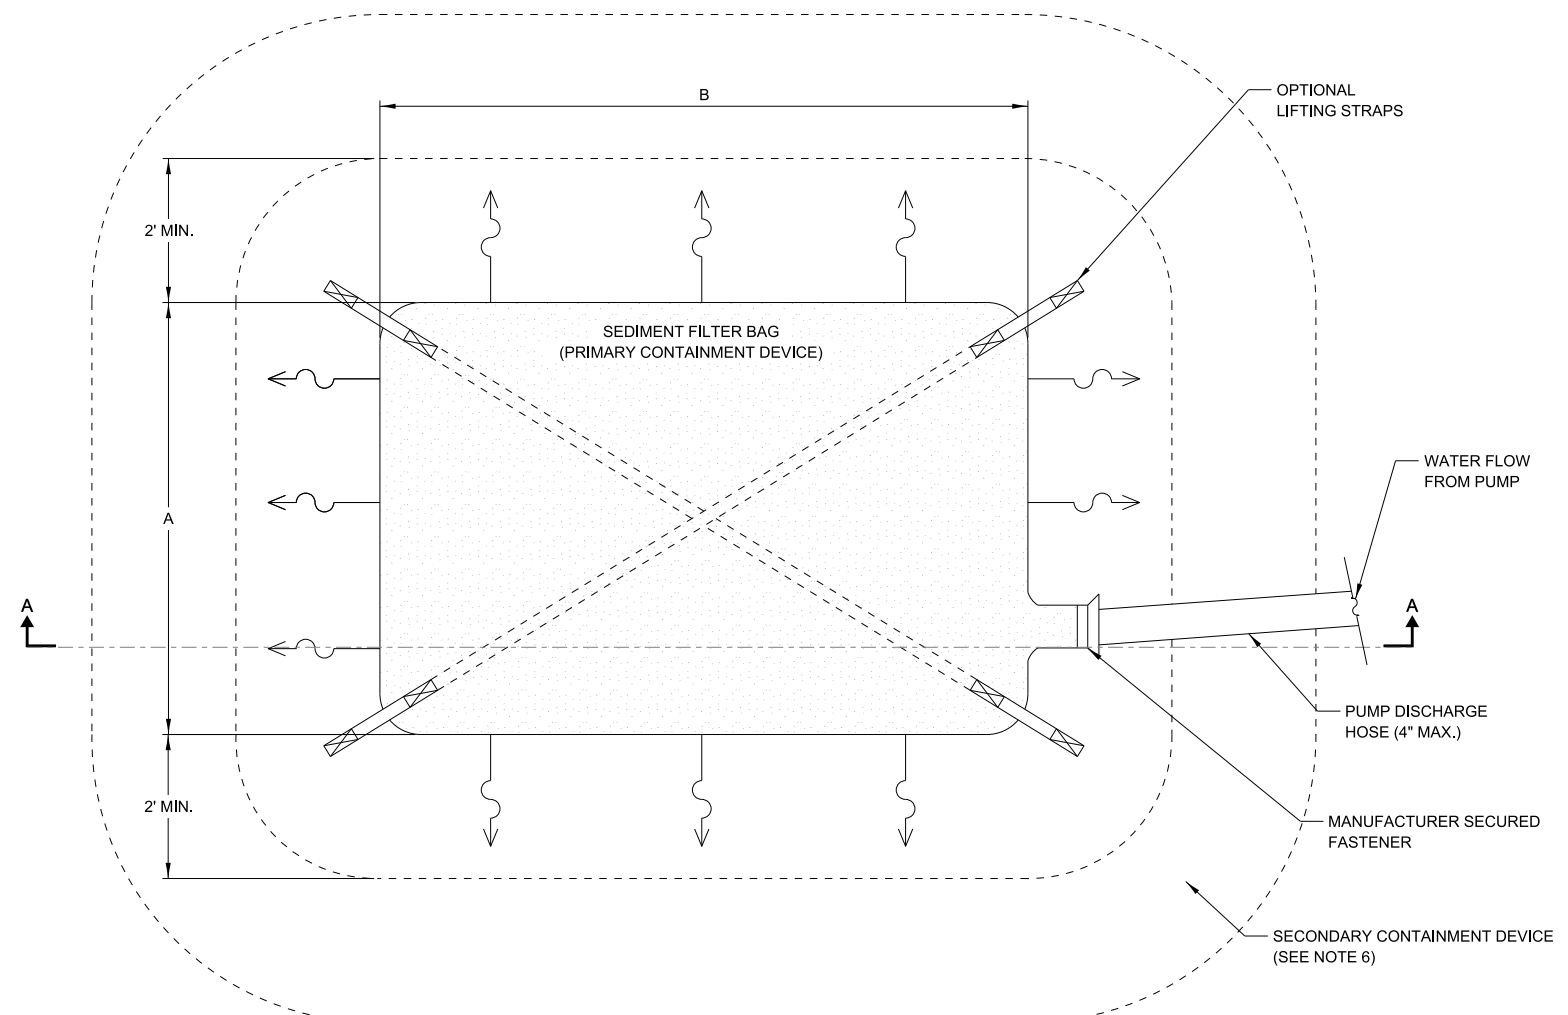 B
OPTIONAL
LIFTING STRAPS
2' MIN.
SEDIMENT FILTER BAG
(PRIMARY CONTAINMENT DEVICE)
WATER FLOW
FROM PUMP
A
A
A
PUMP DISCHARGE
HOSE (4" MAX.)
2' MIN.
MANUFACTURER SECURED
FASTENER
SECONDARY CONTAINMENT DEVICE
(SEE NOTE 6)